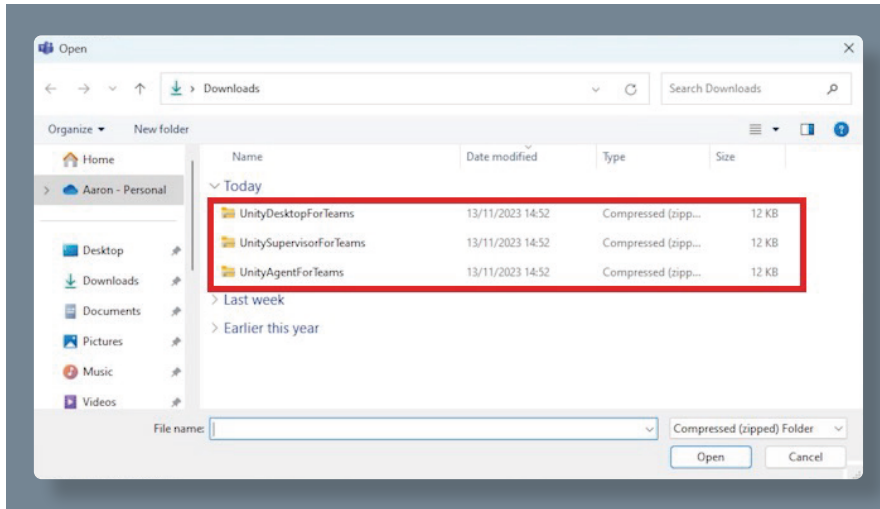 Open
Downloads
Search Downloads
Organize
New folder
Name
Date modified
Type
Size
Home
Aaron - Personal
Desktop
Downloads
Documents
Pictures
Music
Videos
Today
UnityDesktopForTeams 13/11/2023 14:52 Compressed (zipp... 12 KB
UnitySupervisorForTeams 13/11/2023 14:52 Compressed (zipp... 12 KB
UnityAgentForTeams 13/11/2023 14:52 Compressed (zipp... 12 KB
Last week
Earlier this year
File name:
Compressed (zipped) Folder
Open
Cancel